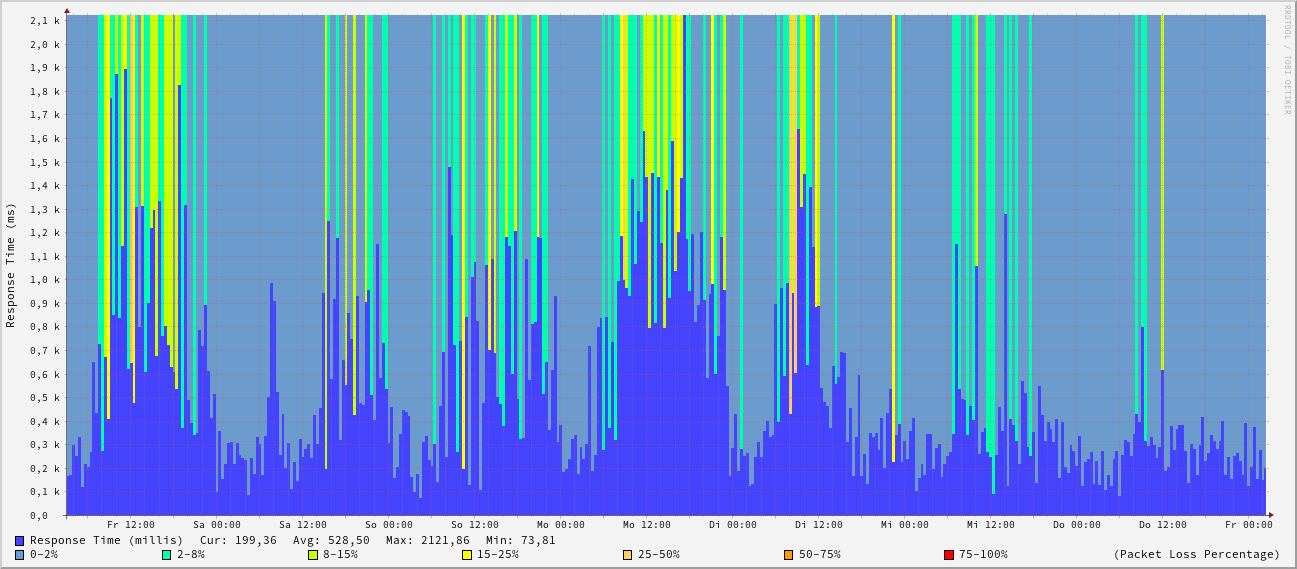 RRDTOOL / TOBI OETIKER
Response Time (ms)
2,1 k
2,0 k
1,9 k
1,8 k
1,7 k
1,6 k
1,5 k
1,4 k
1,3 k
1,2 k
1,1 k
1,0 k
0,9 k
0,8 k
0,7 k
0,6 k
0,5 k
0,4 k
0,3 k
0,2 k
0,1 k
0,0
Fr 12:00 Sa 00:00 Sa 12:00 So 00:00 So 12:00 Mo 00:00 Mo 12:00 Di 00:00 Di 12:00 Mi 00:00 Mi 12:00 Do 00:00 Do 12:00 Fr 00:00
Response Time (millis) Cur: 199,36 Avg: 528,50 Max: 2121,86 Min: 73,81
0-2% 2-8% 8-15% 15-25% 25-50% 50-75% 75-100% (Packet Loss Percentage)